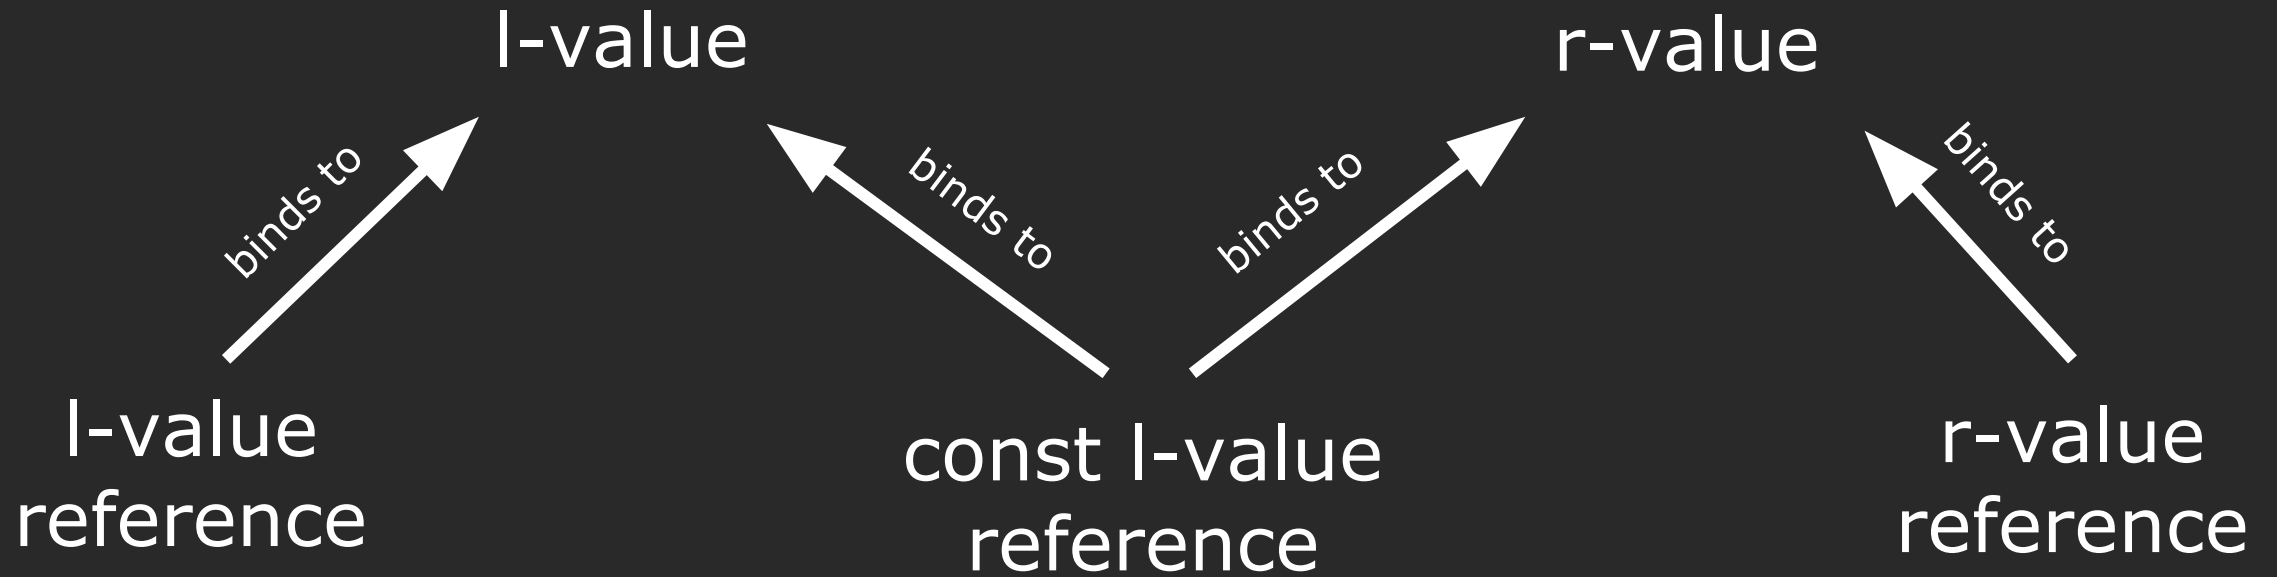 l-value
r-value
binds to
binds to
binds to
binds to
l-value
reference
const l-value
reference
r-value
reference